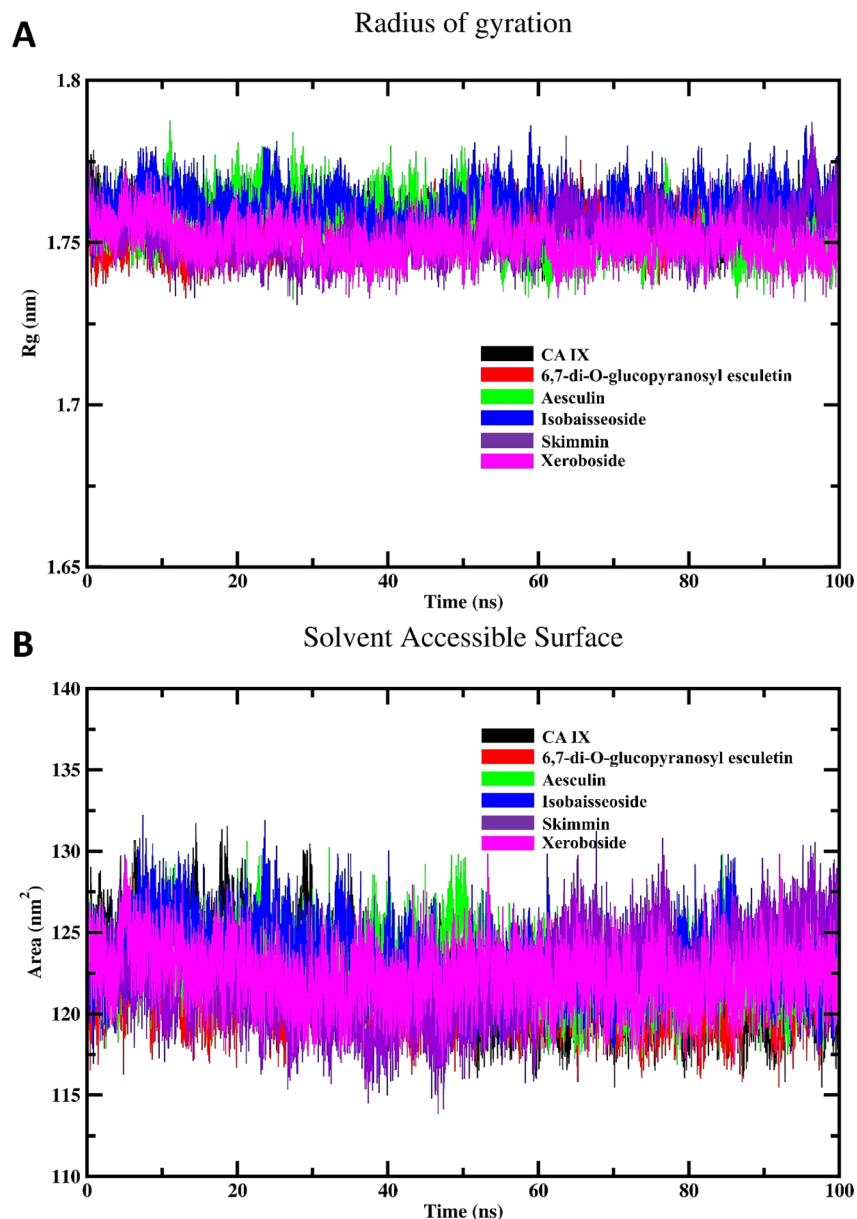 A
Radius of gyration
1.8
1.75
1.7
1.65
Rg (nm)
CA IX
6,7-di-O-glucopyranosyl esculetin
Aesculin
Isobaisseoside
Skimmin
Xeroboside
0 20 40 60 80 100
Time (ns)
B
Solvent Accessible Surface
140
135
130
125
120
115
110
Area (nm²)
CA IX
6,7-di-O-glucopyranosyl esculetin
Aesculin
Isobaisseoside
Skimmin
Xeroboside
0 20 40 60 80 100
Time (ns)